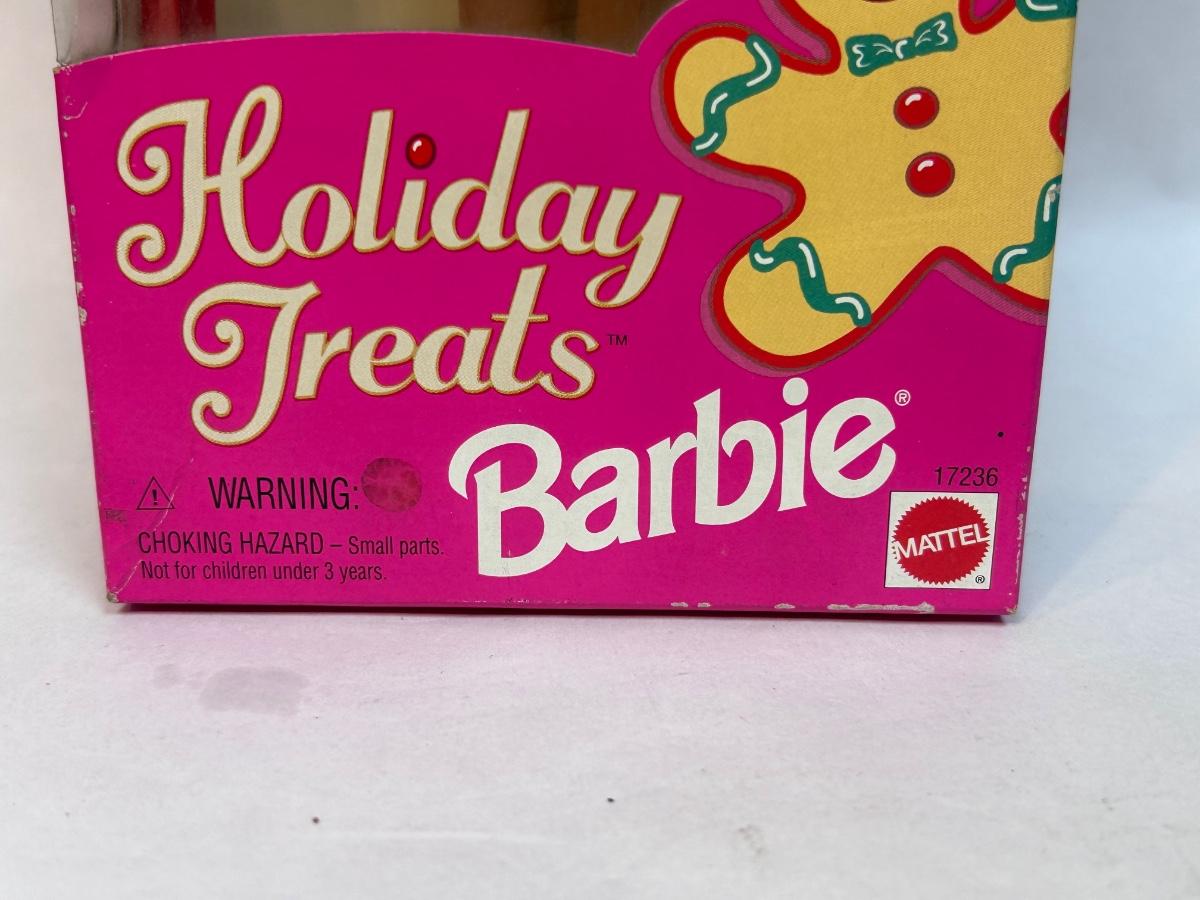 Holiday
Treats™
Barbie®
⚠ WARNING:
CHOKING HAZARD – Small parts.
Not for children under 3 years.
17236
MATTEL
®